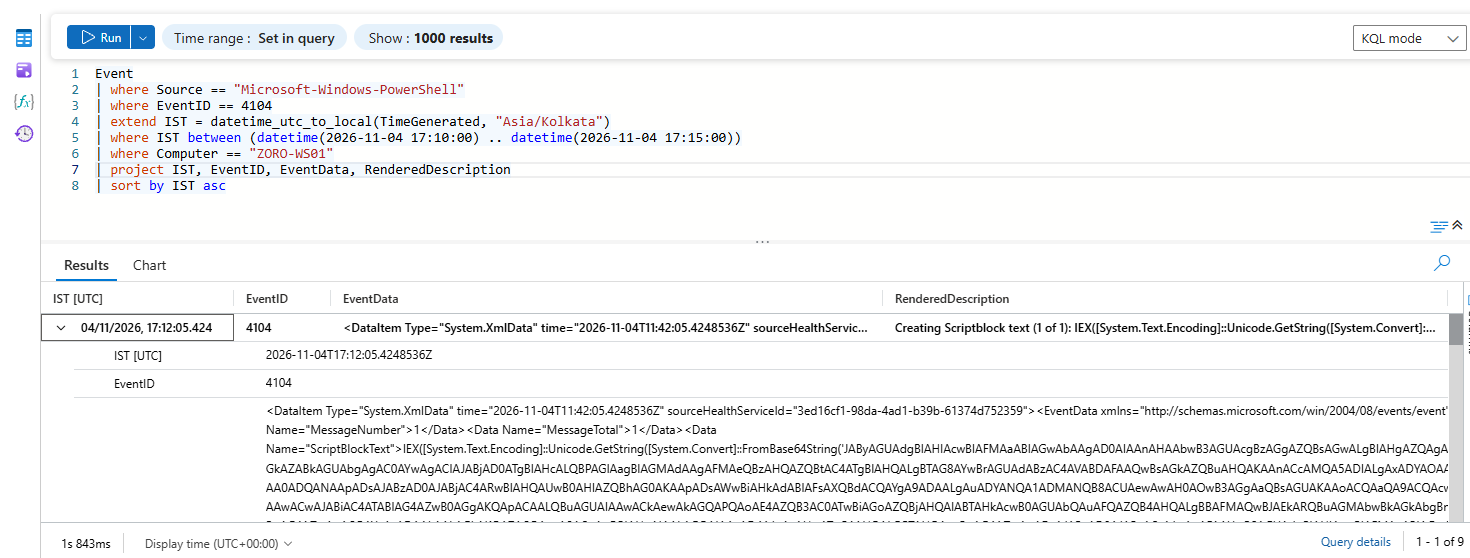 Run
Time range : Set in query
Show : 1000 results
KQL mode
1 Event
2 | where Source == "Microsoft-Windows-PowerShell"
3 | where EventID == 4104
4 | extend IST = datetime_utc_to_local(TimeGenerated, "Asia/Kolkata")
5 | where IST between (datetime(2026-11-04 17:10:00) .. datetime(2026-11-04 17:15:00))
6 | where Computer == "ZORO-WS01"
7 | project IST, EventID, EventData, RenderedDescription
8 | sort by IST asc
Results Chart
IST [UTC] EventID EventData RenderedDescription
04/11/2026, 17:12:05.424 4104 <DataItem Type="System.XmlData" time="2026-11-04T11:42:05.4248536Z" sourceHealthServic... Creating Scriptblock text (1 of 1): IEX([System.Text.Encoding]::Unicode.GetString([System.Convert]:...
IST [UTC] 2026-11-04T17:12:05.4248536Z
EventID 4104
<DataItem Type="System.XmlData" time="2026-11-04T11:42:05.4248536Z" sourceHealthServiceId="3ed16cf1-98da-4ad1-b39b-61374d752359"><EventData xmlns="http://schemas.microsoft.com/win/2004/08/events/event"
Name="MessageNumber">1</Data><Data Name="MessageTotal">1</Data><Data
Name="ScriptBlockText">IEX([System.Text.Encoding]::Unicode.GetString([System.Convert]::FromBase64String('
1s 843ms
Display time (UTC+00:00)
Query details
1 - 1 of 9